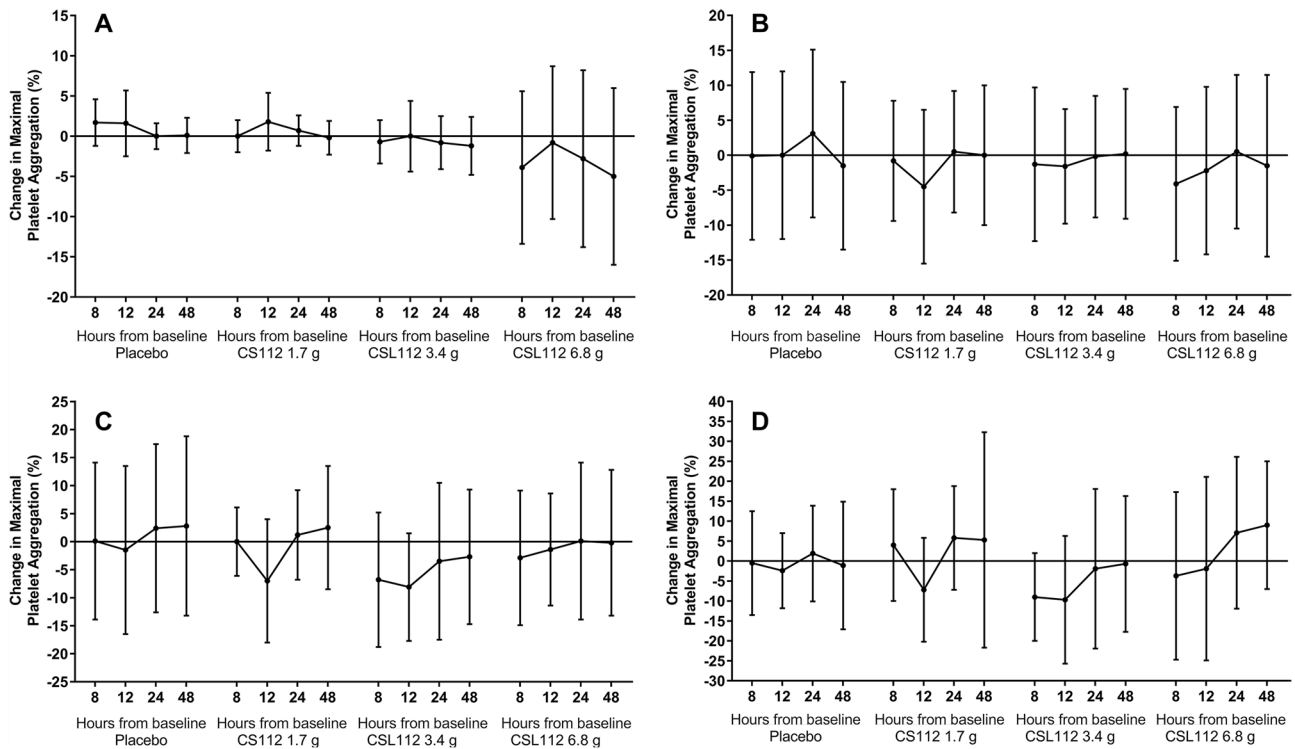 A
Change in Maximal
Platelet Aggregation (%)
15
10
5
0
-5
-10
-15
-20
8 12 24 48 8 12 24 48 8 12 24 48 8 12 24 48
Hours from baseline Hours from baseline Hours from baseline Hours from baseline
Placebo CS112 1.7 g CSL112 3.4 g CSL112 6.8 g
B
Change in Maximal
Platelet Aggregation (%)
20
15
10
5
0
-5
-10
-15
-20
8 12 24 48 8 12 24 48 8 12 24 48 8 12 24 48
Hours from baseline Hours from baseline Hours from baseline Hours from baseline
Placebo CS112 1.7 g CSL112 3.4 g CSL112 6.8 g
C
Change in Maximal
Platelet Aggregation (%)
25
20
15
10
5
0
-5
-10
-15
-20
-25
8 12 24 48 8 12 24 48 8 12 24 48 8 12 24 48
Hours from baseline Hours from baseline Hours from baseline Hours from baseline
Placebo CS112 1.7 g CSL112 3.4 g CSL112 6.8 g
D
Change in Maximal
Platelet Aggregation (%)
40
35
30
25
20
15
10
5
0
-5
-10
-15
-20
-25
-30
8 12 24 48 8 12 24 48 8 12 24 48 8 12 24 48
Hours from baseline Hours from baseline Hours from baseline Hours from baseline
Placebo CS112 1.7 g CSL112 3.4 g CSL112 6.8 g